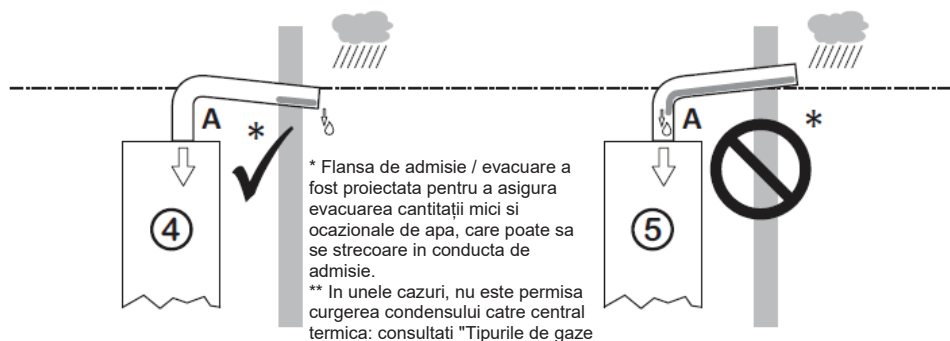 A
*
4
* Flansa de admisie / evacuare a
fost proiectata pentru a asigura
evacuarea cantității mici si
ocazionale de apa, care poate sa
se strecoare in conducta de
admisie.
** In unele cazuri, nu este permisa
curgerea condensului catre central
termica: consultati "Tipurile de gaze
A
*
5